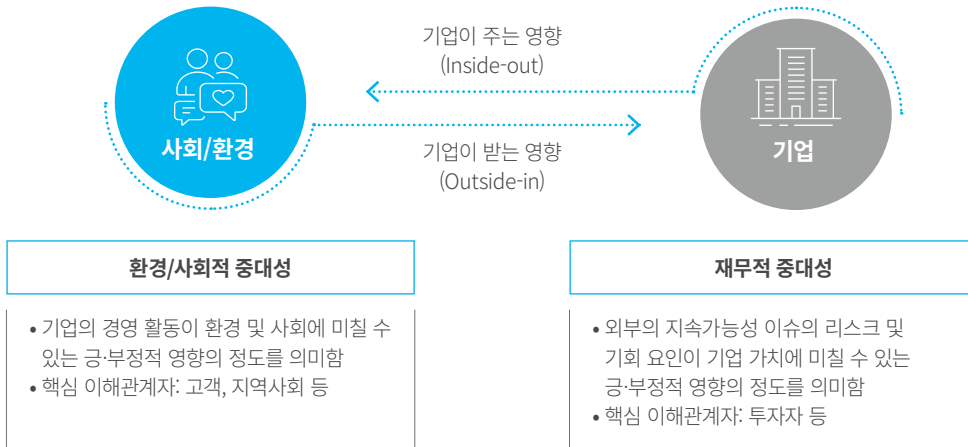 기업이 주는 영향
(Inside-out)
사회/환경
기업
기업이 받는 영향
(Outside-in)
환경/사회적 중대성
• 기업의 경영 활동이 환경 및 사회에 미칠 수
있는 긍·부정적 영향의 정도를 의미함
• 핵심 이해관계자: 고객, 지역사회 등
재무적 중대성
• 외부의 지속가능성 이슈의 리스크 및
기회 요인이 기업 가치에 미칠 수 있는
긍·부정적 영향의 정도를 의미함
• 핵심 이해관계자: 투자자 등